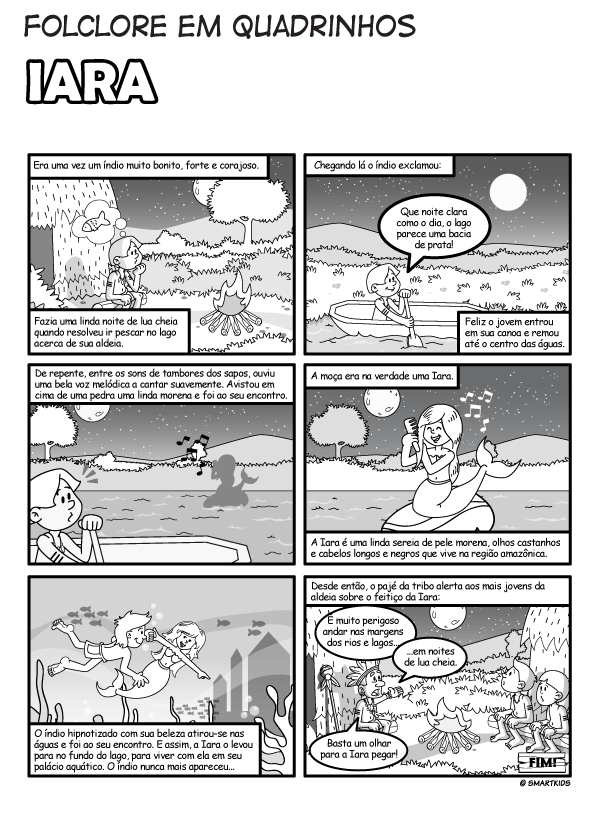 FOLCLORE EM QUADRINHOS
IARA
Era uma vez um índio muito bonito, forte e corajoso.
Fazia uma linda noite de lua cheia
quando resolveu ir pescar no lago
acerca de sua aldeia.
Chegando lá o índio exclamou:
Que noite clara
como o dia, o lago
parece uma bacia
de prata!
Feliz o jovem entrou
em sua canoa e remou
até o centro das águas.
De repente, entre os sons de tambores dos sapos, ouviu
uma bela voz melódica a cantar suavemente. Avistou em
cima de uma pedra uma linda morena e foi ao seu encontro.
A moça era na verdade uma Iara.
A Iara é uma linda sereia de pele morena, olhos castanhos
e cabelos longos e negros que vive na região amazônica.
O índio hipnotizado com sua beleza atirou-se nas
águas e foi ao seu encontro. E assim, a Iara o levou
para no fundo do lago, para viver com ela em seu
palácio aquático. O índio nunca mais apareceu...
Desde então, o pajé da tribo alerta aos mais jovens da
aldeia sobre o feitiço da Iara:
É muito perigoso
andar nas margens
dos rios e lagos...
...em noites
de lua cheia.
Basta um olhar
para a Iara pegar!
FIM!
© SMARTKIDS